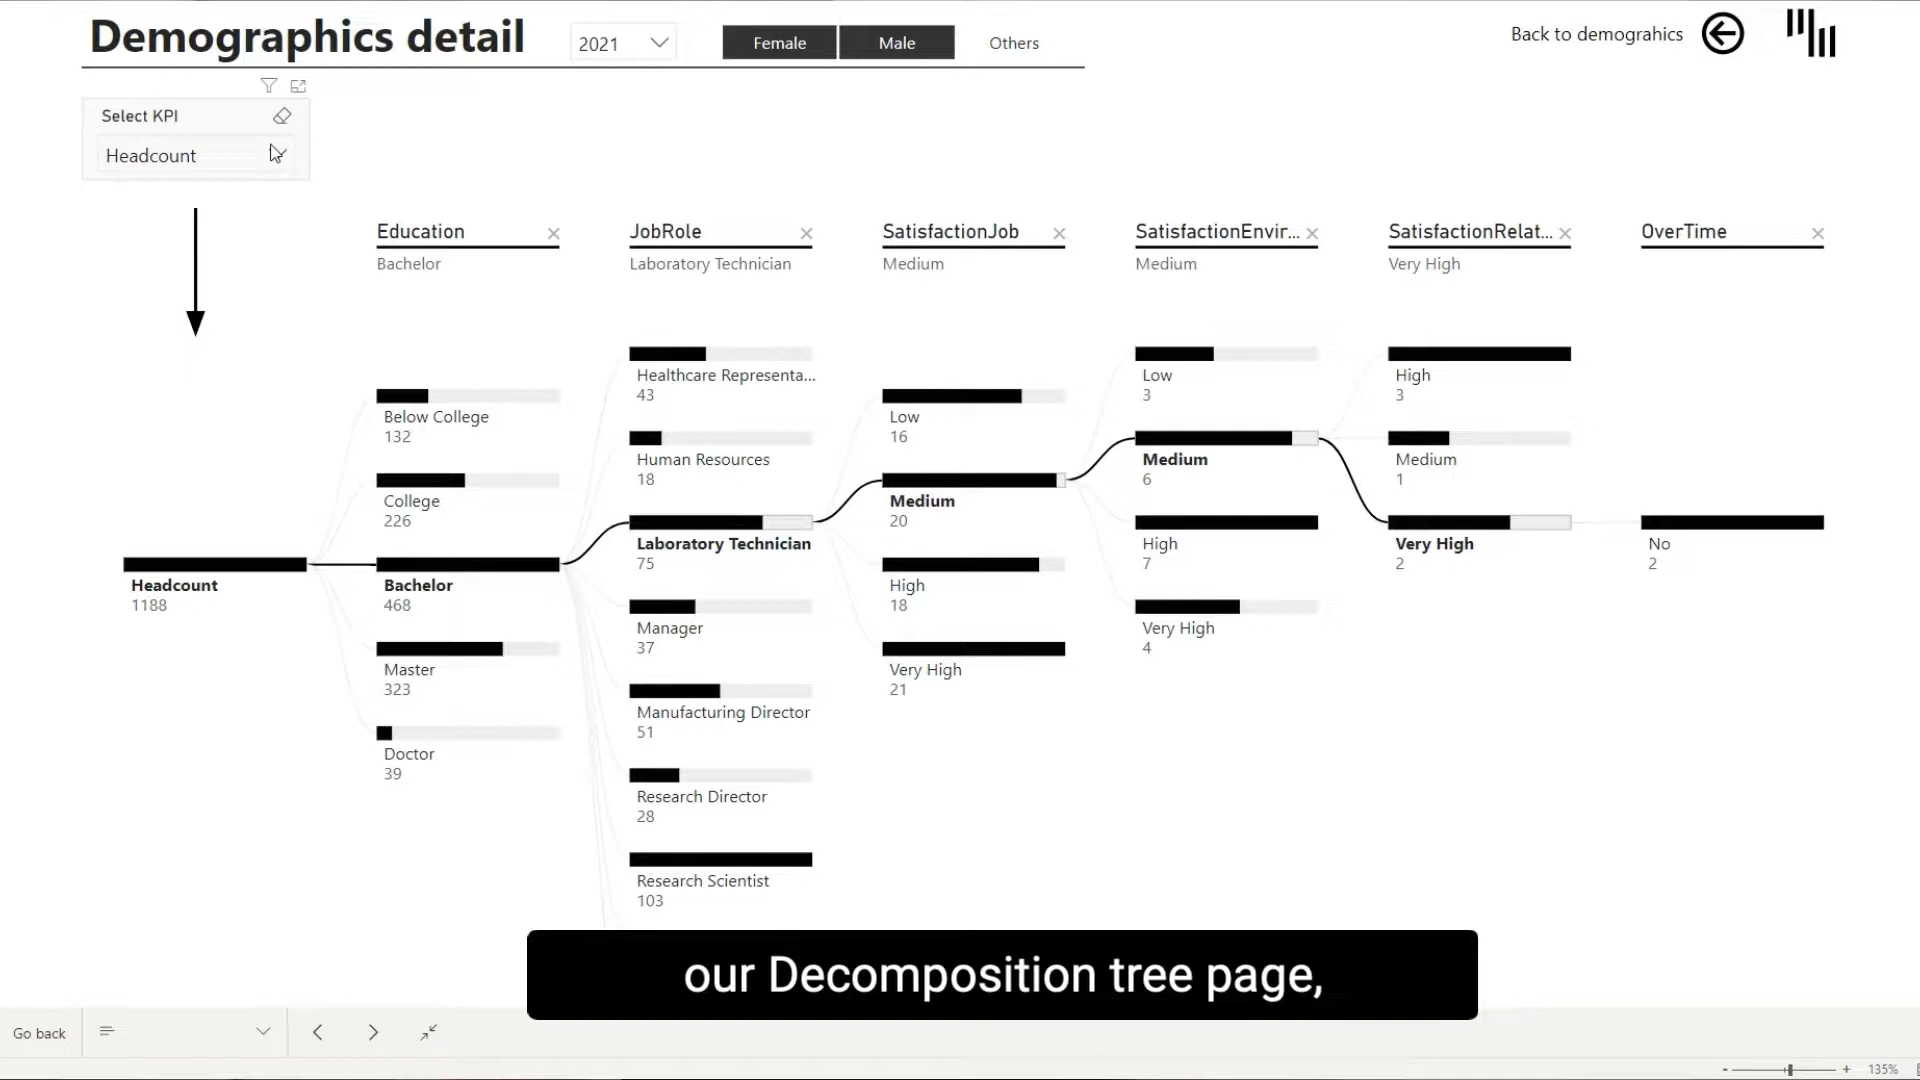 Demographics detail
2021
Female
Male
Others
Back to demograhics
Select KPI
Headcount
Education
Bachelor
JobRole
Laboratory Technician
SatisfactionJob
Medium
SatisfactionEnvir...
Medium
SatisfactionRelat...
Very High
OverTime
Headcount
1188
Below College
132
College
226
Bachelor
468
Master
323
Doctor
39
Healthcare Representa...
43
Human Resources
18
Laboratory Technician
75
Manager
37
Manufacturing Director
51
Research Director
28
Research Scientist
103
Low
16
Medium
20
High
18
Very High
21
Low
3
Medium
6
High
7
Very High
4
High
3
Medium
1
Very High
2
No
2
our Decomposition tree page,
Go back
- + 135%